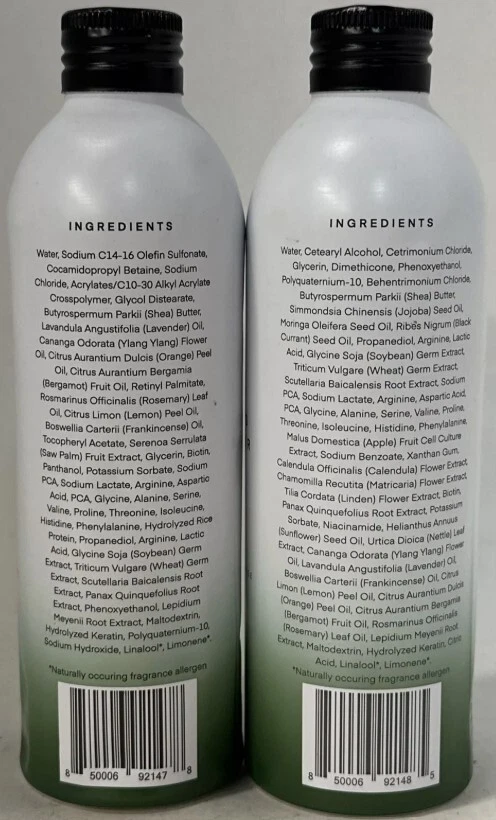 INGREDIENTS
Water, Sodium C14-16 Olefin Sulfonate,
Cocamidopropyl Betaine, Sodium
Chloride, Acrylates/C10-30 Alkyl Acrylate
Crosspolymer, Glycol Distearate,
Butyrospermum Parkii (Shea) Butter,
Lavandula Angustifolia (Lavender) Oil,
Cananga Odorata (Ylang Ylang) Flower
Oil, Citrus Aurantium Dulcis (Orange) Peel
Oil, Citrus Aurantium Bergamia
(Bergamot) Fruit Oil, Retinyl Palmitate,
Rosmarinus Officinalis (Rosemary) Leaf
Oil, Citrus Limon (Lemon) Peel Oil,
Boswellia Carterii (Frankincense) Oil,
Tocopheryl Acetate, Serenoa Serrulata
(Saw Palm) Fruit Extract, Glycerin, Biotin,
Panthanol, Potassium Sorbate, Sodium
PCA, Sodium Lactate, Arginine, Aspartic
Acid, PCA, Glycine, Alanine, Serine,
Valine, Proline, Threonine, Isoleucine,
Histidine, Phenylalanine, Hydrolyzed Rice
Protein, Propanediol, Arginine, Lactic
Acid, Glycine Soja (Soybean) Germ
Extract, Triticum Vulgare (Wheat) Germ
Extract, Scutellaria Baicalensis Root
Extract, Panax Quinquefolius Root
Extract, Phenoxyethanol, Lepidium
Meyenii Root Extract, Maltodextrin,
Hydrolyzed Keratin, Polyquaternium-10,
Sodium Hydroxide, Linalool*, Limonene*.
*Naturally occuring fragrance allergen
8 50006 92147 8
INGREDIENTS
Water, Cetearyl Alcohol, Cetrimonium Chloride,
Glycerin, Dimethicone, Phenoxyethanol,
Polyquaternium-10, Behentrimonium Chloride,
Butyrospermum Parkii (Shea) Butter,
Simmondsia Chinensis (Jojoba) Seed Oil,
Moringa Oleifera Seed Oil, Ribes Nigrum (Black
Currant) Seed Oil, Propanediol, Arginine, Lactic
Acid, Glycine Soja (Soybean) Germ Extract,
Triticum Vulgare (Wheat) Germ Extract,
Scutellaria Baicalensis Root Extract, Sodium
PCA, Sodium Lactate, Arginine, Aspartic Acid,
PCA, Glycine, Alanine, Serine, Valine, Proline,
Threonine, Isoleucine, Histidine, Phenylalanine,
Malus Domestica (Apple) Fruit Cell Culture
Extract, Sodium Benzoate, Xanthan Gum,
Calendula Officinalis (Calendula) Flower Extract,
Chamomilla Recutita (Matricaria) Flower Extract,
Tilia Cordata (Linden) Flower Extract, Biotin,
Panax Quinquefolius Root Extract, Potassium
Sorbate, Niacinamide, Helianthus Annuus
(Sunflower) Seed Oil, Urtica Dioica (Nettle) Leaf
Extract, Cananga Odorata (Ylang Ylang) Flower
Oil, Lavandula Angustifolia (Lavender) Oil,
Boswellia Carterii (Frankincense) Oil, Citrus
Limon (Lemon) Peel Oil, Citrus Aurantium Dulcis
(Orange) Peel Oil, Citrus Aurantium Bergamia
(Bergamot) Fruit Oil, Rosmarinus Officinalis
(Rosemary) Leaf Oil, Lepidium Meyenii Root
Extract, Maltodextrin, Hydrolyzed Keratin, Citric
Acid, Linalool*, Limonene*.
*Naturally occuring fragrance allergen
8 50006 92148 5